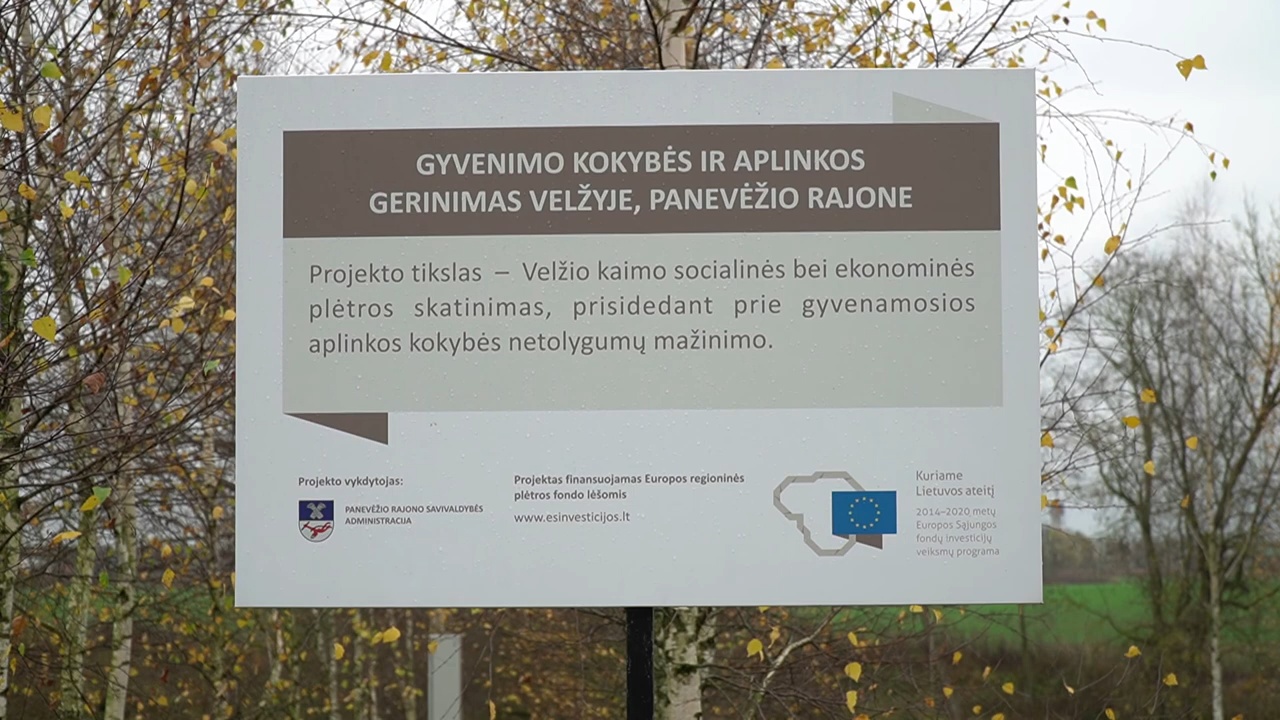 GYVENIMO KOKYBĖS IR APLINKOS
GERINIMAS VELŽYJE, PANEVĖŽIO RAJONE
Projekto tikslas – Velžio kaimo socialinės bei ekonominės
plėtros skatinimas, prisidedant prie gyvenamosios
aplinkos kokybės netolygumų mažinimo.
Projekto vykdytojas:
PANEVĖŽIO RAJONO SAVIVALDYBĖS
ADMINISTRACIJA
Projektas finansuojamas Europos regioninės
plėtros fondo lėšomis
www.esinvesticijos.lt
Kuriame
Lietuvos ateitį
2014–2020 metų
Europos Sąjungos
fondų investicijų
veiksmų programa